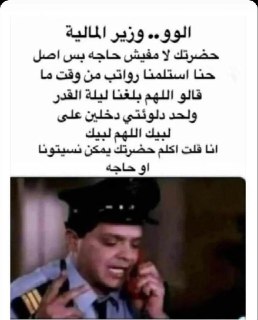 الوو.. وزير المالية
حضرتك لا مفيش حاجه بس اصل
حنا استلمنا رواتب من وقت ما
قالو اللهم بلغنا ليلة القدر
ولحد دلوئتي دخلين على
لبيك اللهم لبيك
انا قلت اكلم حضرتك يمكن نسيتونا
او حاجه